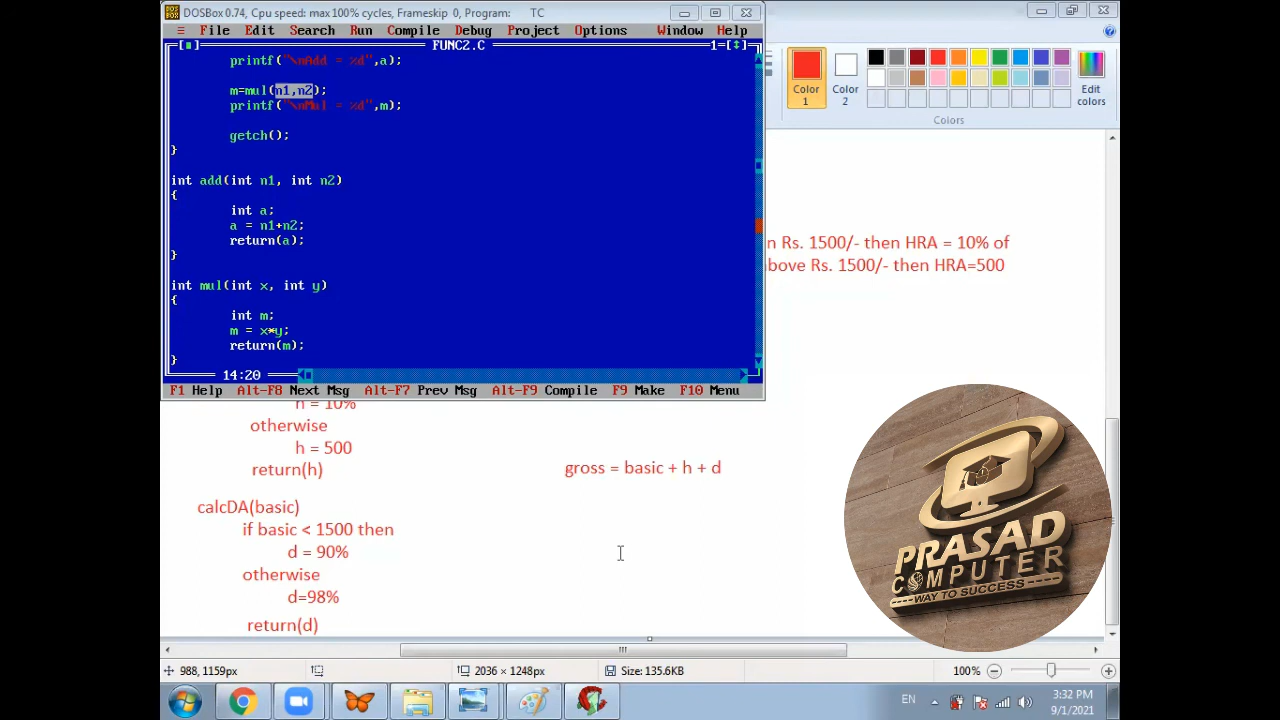 DOSBox 0.74, Cpu speed: max 100% cycles, Frameskip 0, Program: TC
File Edit Search Run Compile Debug Project Options Window Help
FUNC2.C 1=[↕]
printf("\nAdd = %d",a);
m=mul(n1,n2);
printf("\nMul = %d",m);
getch();
}
int add(int n1, int n2)
{
int a;
a = n1+n2;
return(a);
}
int mul(int x, int y)
{
int m;
m = x*y;
return(m);
}
14:20
F1 Help Alt-F8 Next Msg Alt-F7 Prev Msg Alt-F9 Compile F9 Make F10 Menu
Color 1
Color 2
Edit colors
Colors
n Rs. 1500/- then HRA = 10% of
bove Rs. 1500/- then HRA=500
h = 10%
otherwise
h = 500
return(h)
gross = basic + h + d
calcDA(basic)
if basic < 1500 then
d = 90%
otherwise
d=98%
return(d)
PRASAD
COMPUTER
WAY TO SUCCESS
988, 1159px
2036 × 1248px
Size: 135.6KB
100%
EN
3:32 PM
9/1/2021